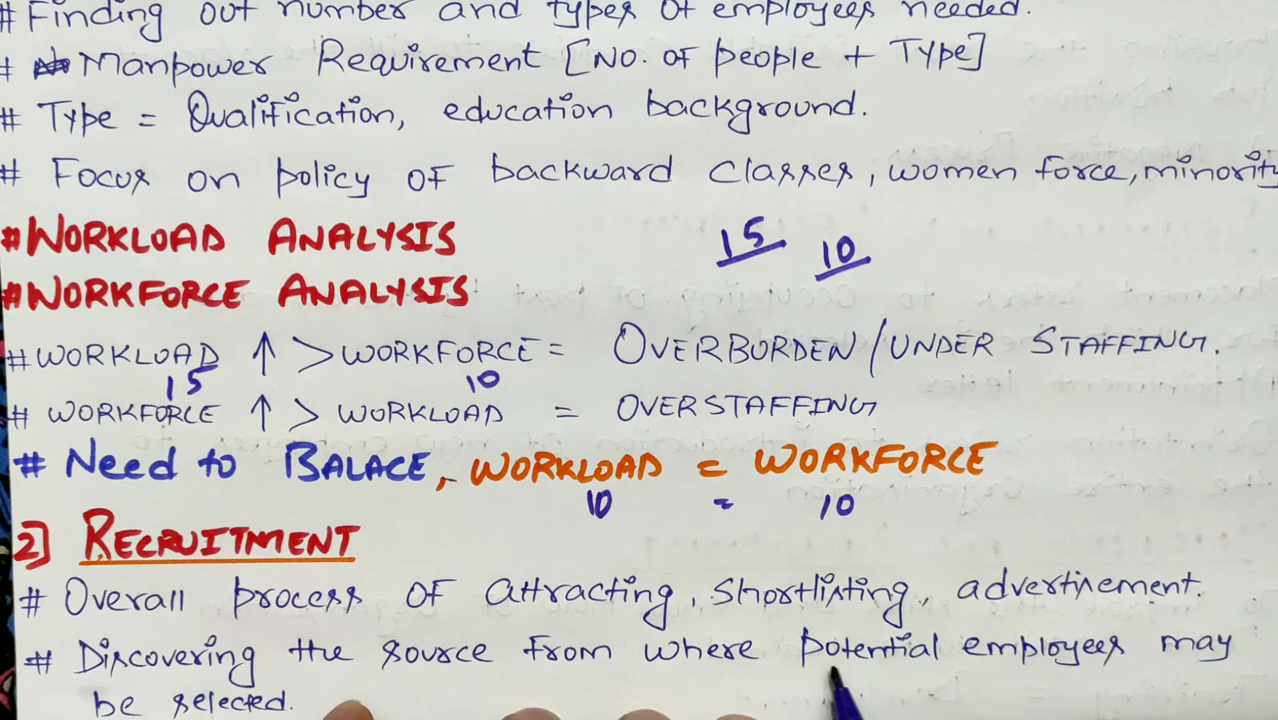 # Finding out number and types of employees needed.
# Manpower Requirement [No. of people + Type]
# Type = Qualification, education background.
# Focus on policy of backward classes, women force, minority
# WORKLOAD ANALYSIS 15 10
# WORKFORCE ANALYSIS
# WORKLOAD ↑ > WORKFORCE = OVERBURDEN/UNDER STAFFING.
15 10
# WORKFORCE ↑ > WORKLOAD = OVERSTAFFING
# Need to BALACE, WORKLOAD = WORKFORCE
10 = 10
2] RECRUITMENT
# Overall process of attracting, shortlisting, advertisement.
# Discovering the source from where potential employees may
be selected.